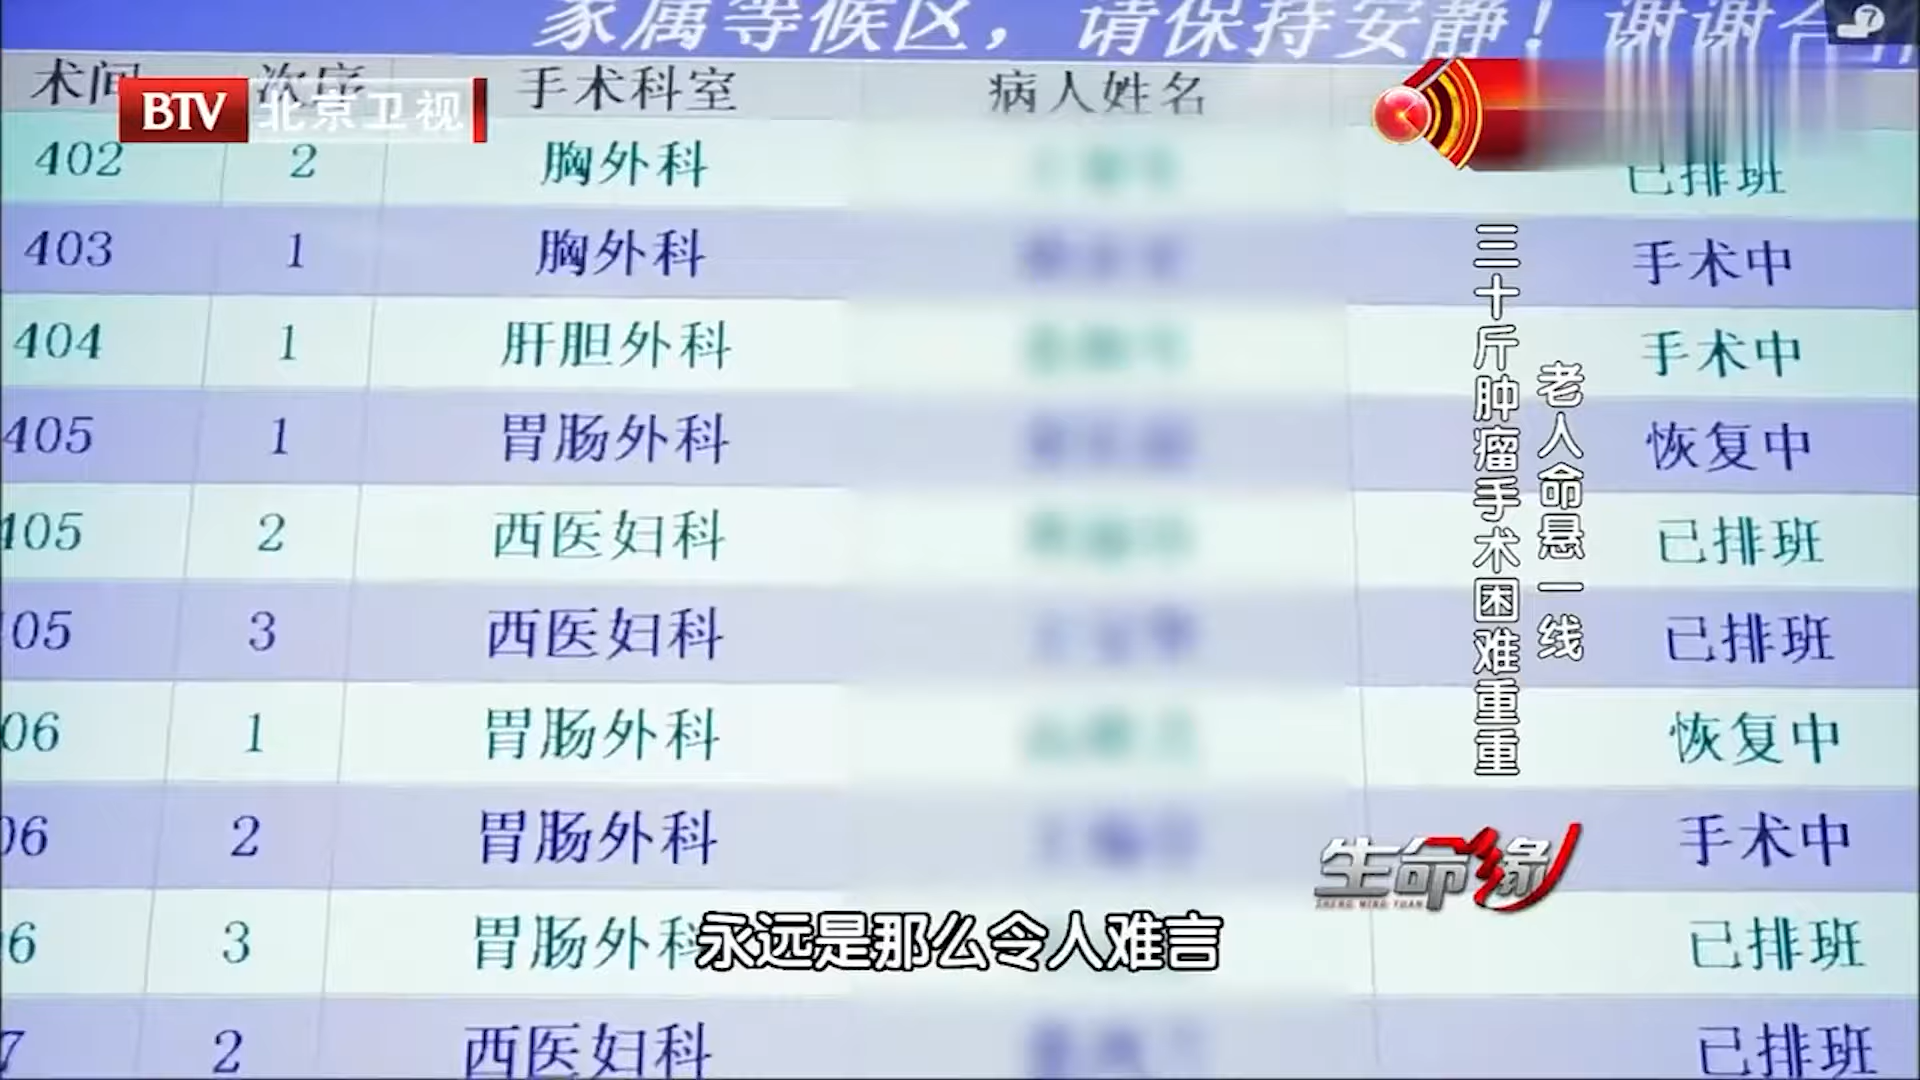 家属等候区，请保持安静！谢谢合
术间 次序 手术科室 病人姓名
BTV 北京卫视
402 2 胸外科 已排班
403 1 胸外科 手术中
404 1 肝胆外科 手术中
405 1 胃肠外科 恢复中
405 2 西医妇科 已排班
05 3 西医妇科 已排班
06 1 胃肠外科 恢复中
06 2 胃肠外科 手术中
6 3 胃肠外科 已排班
7 2 西医妇科 已排班
三十斤肿瘤手术困难重重
老人命悬一线
生命缘
SHENG MING YUAN
永远是那么令人难言